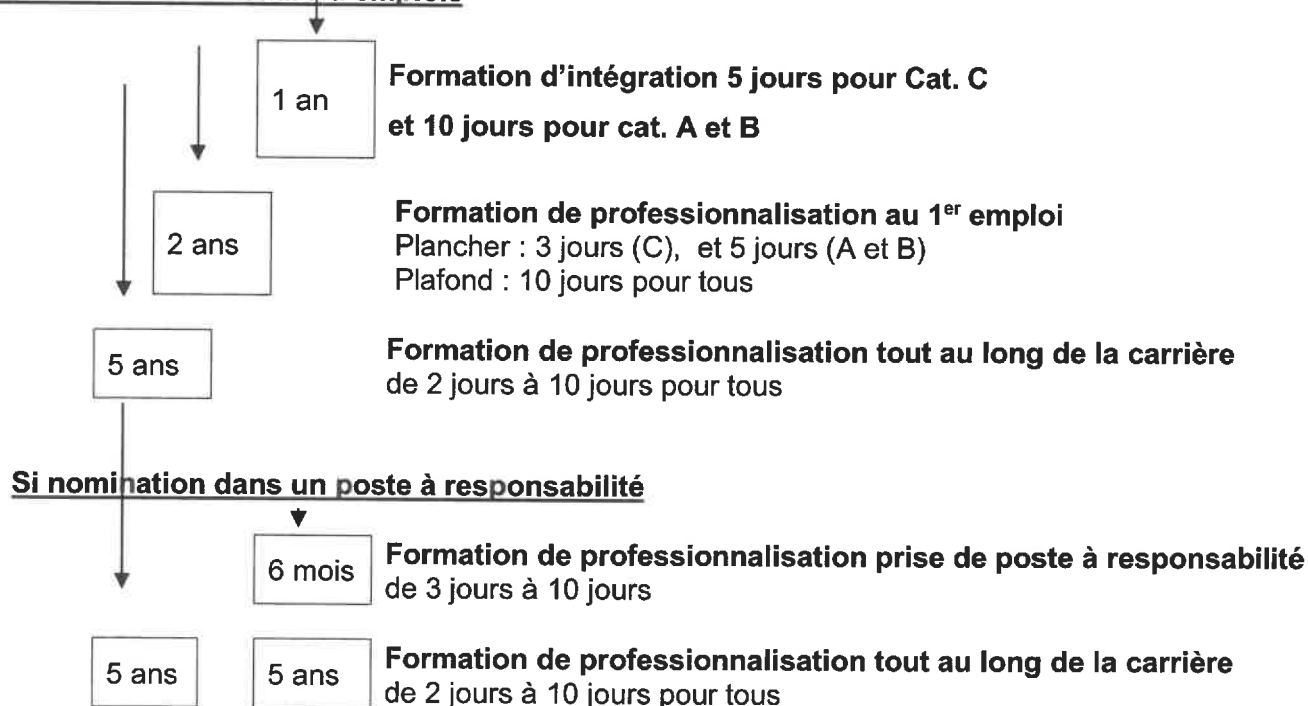 1 an
Formation d'intégration 5 jours pour Cat. C
et 10 jours pour cat. A et B
2 ans
Formation de professionnalisation au 1er emploi
Plancher : 3 jours (C), et 5 jours (A et B)
Plafond : 10 jours pour tous
5 ans
Formation de professionnalisation tout au long de la carrière
de 2 jours à 10 jours pour tous
Si nomination dans un poste à responsabilité
6 mois
Formation de professionnalisation prise de poste à responsabilité
de 3 jours à 10 jours
5 ans
5 ans
Formation de professionnalisation tout au long de la carrière
de 2 jours à 10 jours pour tous